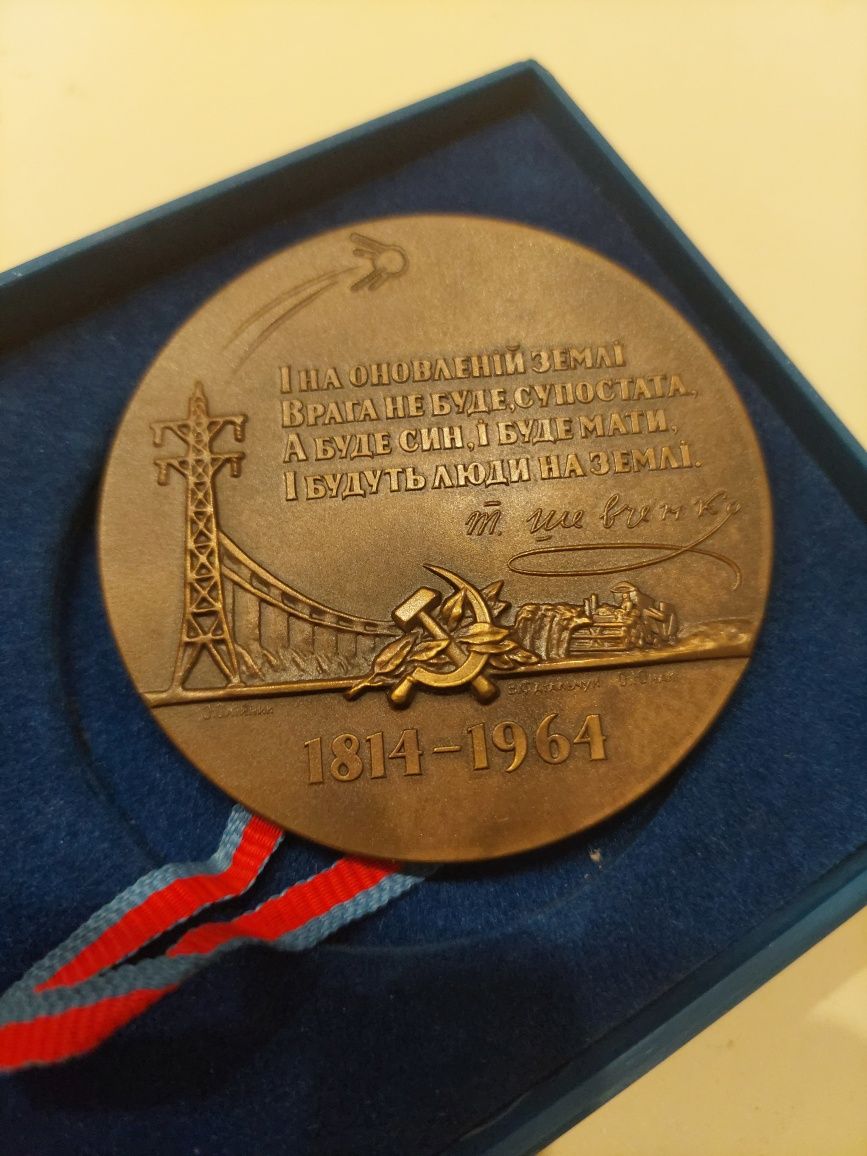 І НА ОНОВЛЕНІЙ ЗЕМЛІ
ВРАГА НЕ БУДЕ, СУПОСТАТА,
А БУДЕ СИН, І БУДЕ МАТИ,
І БУДУТЬ ЛЮДИ НА ЗЕМЛІ.
Т. Шевченко
1814-1964